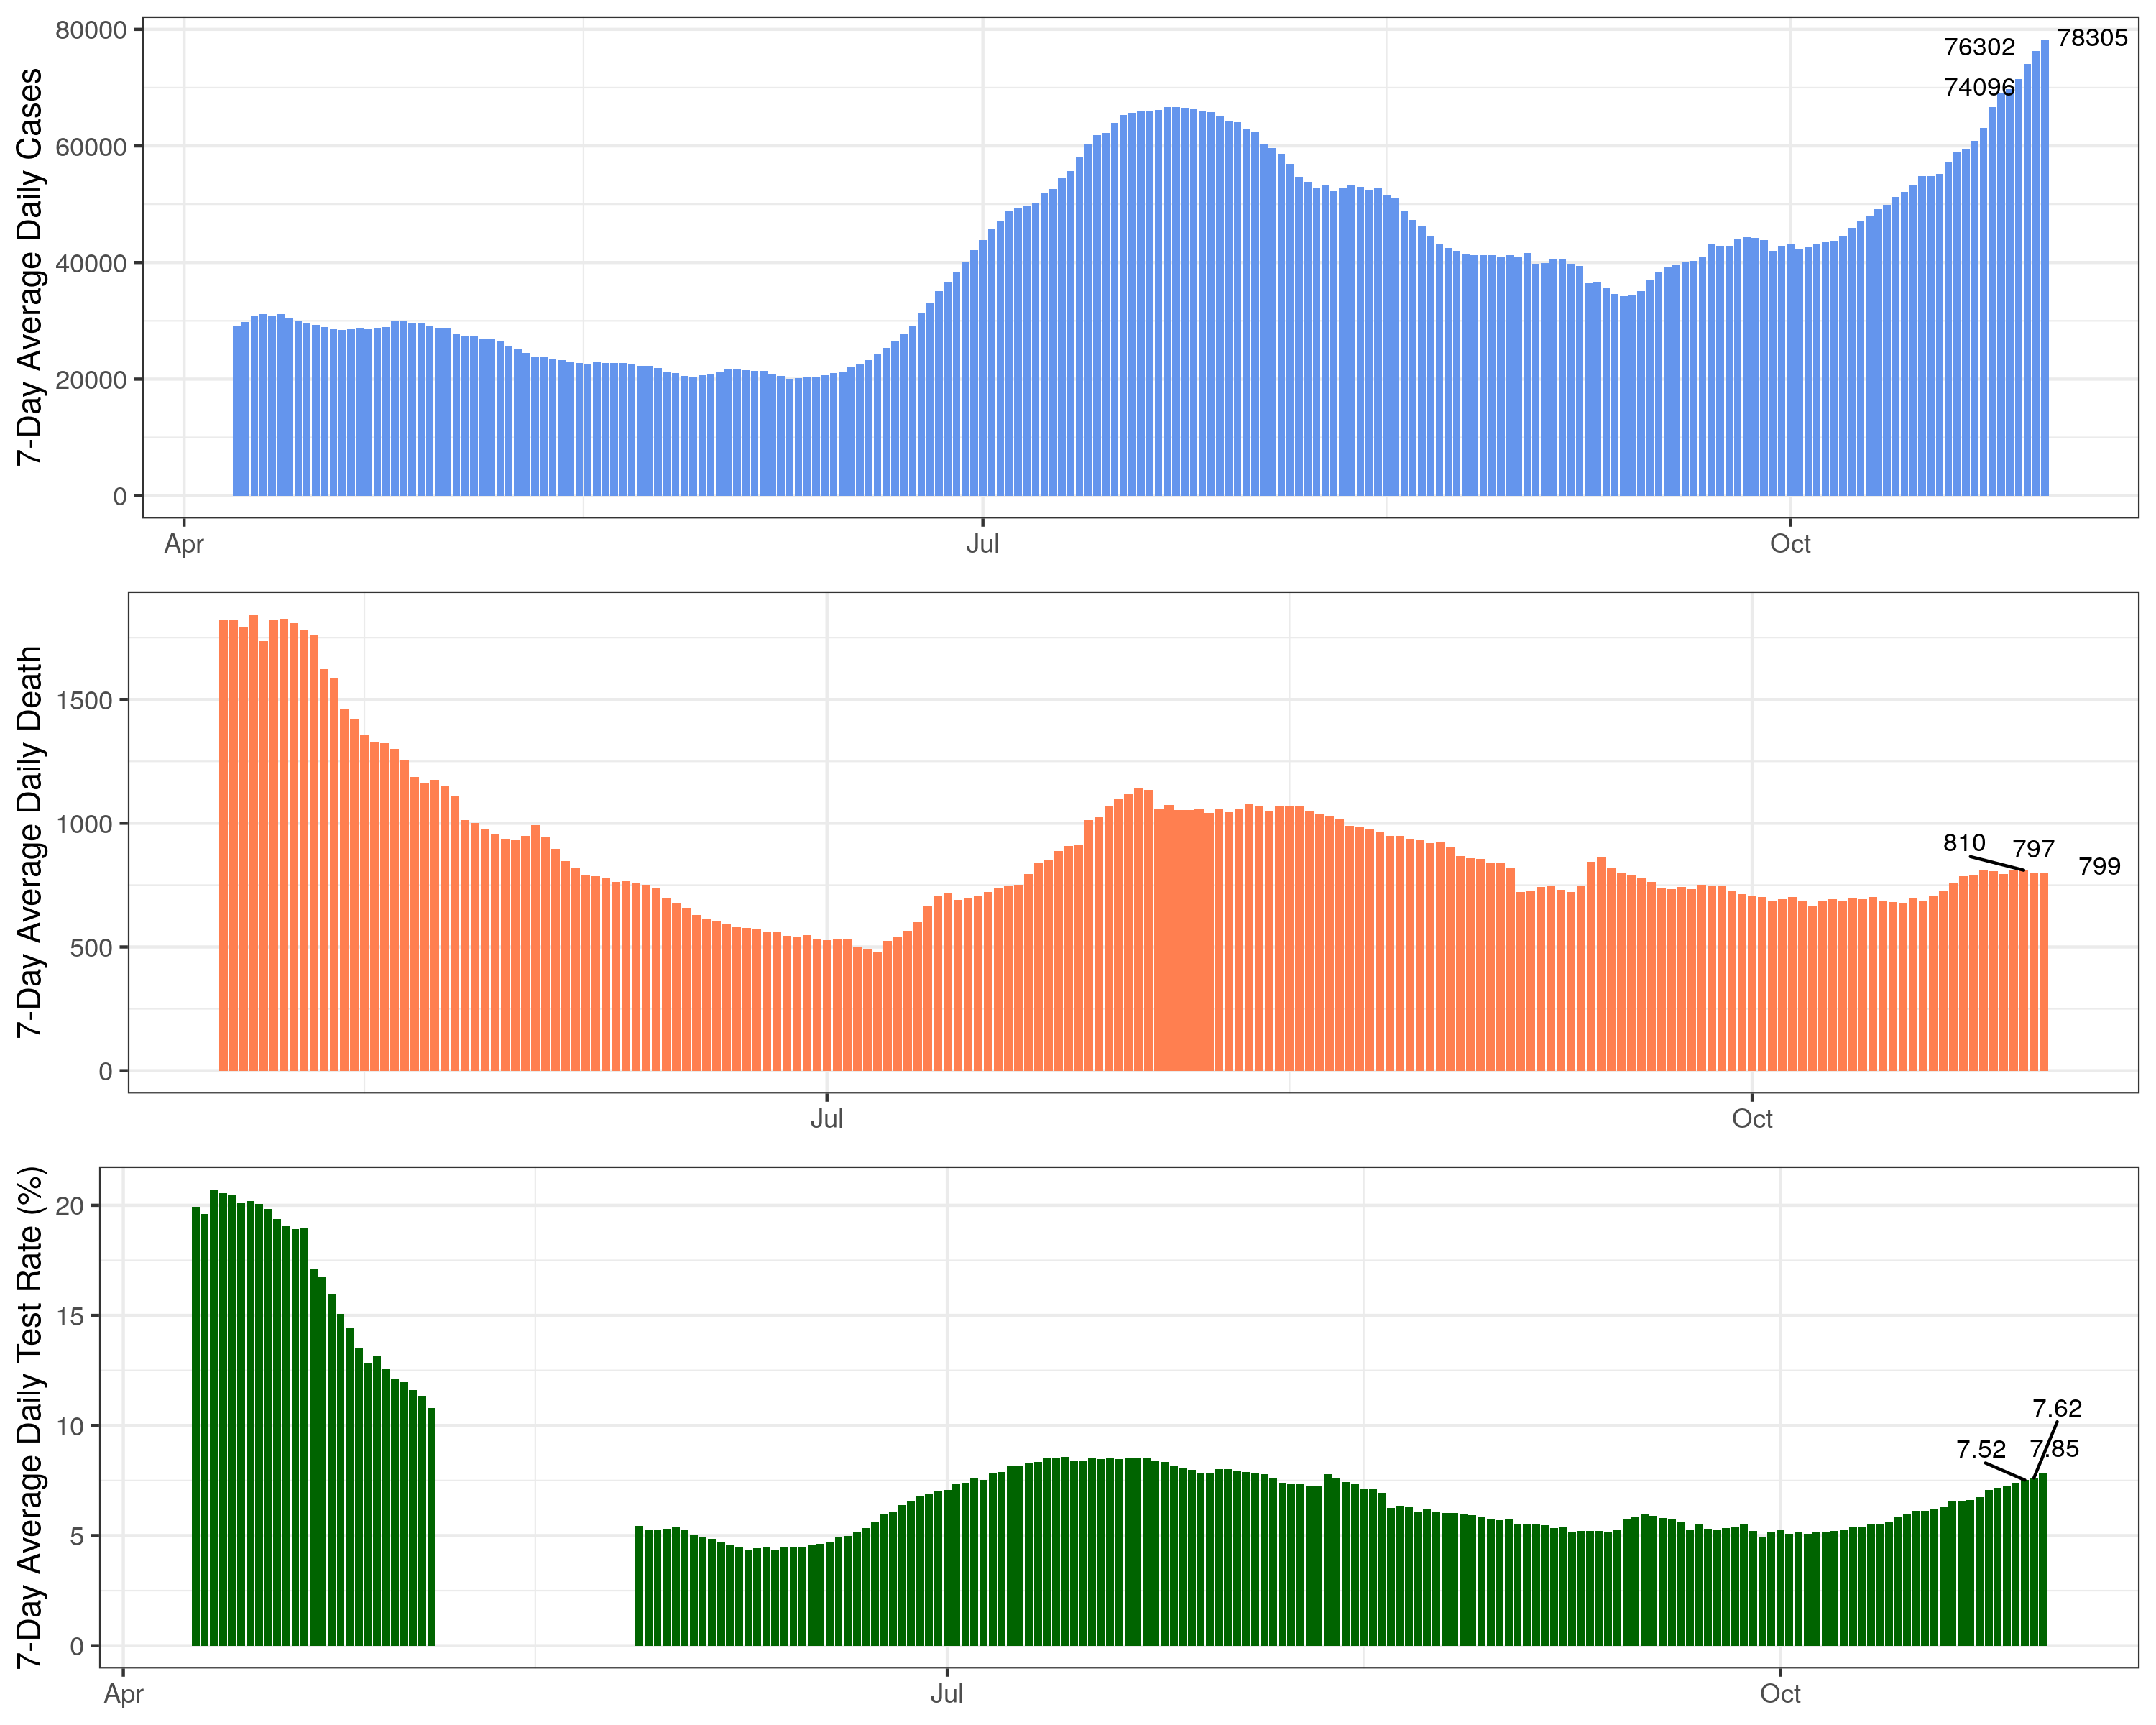 7-Day Average Daily Cases
80000
60000
40000
20000
0
76302
78305
74096
Apr
Jul
Oct
7-Day Average Daily Death
1500
1000
500
0
810
797
799
Jul
Oct
7-Day Average Daily Test Rate (%)
20
15
10
5
0
7.62
7.52
7.85
Apr
Jul
Oct